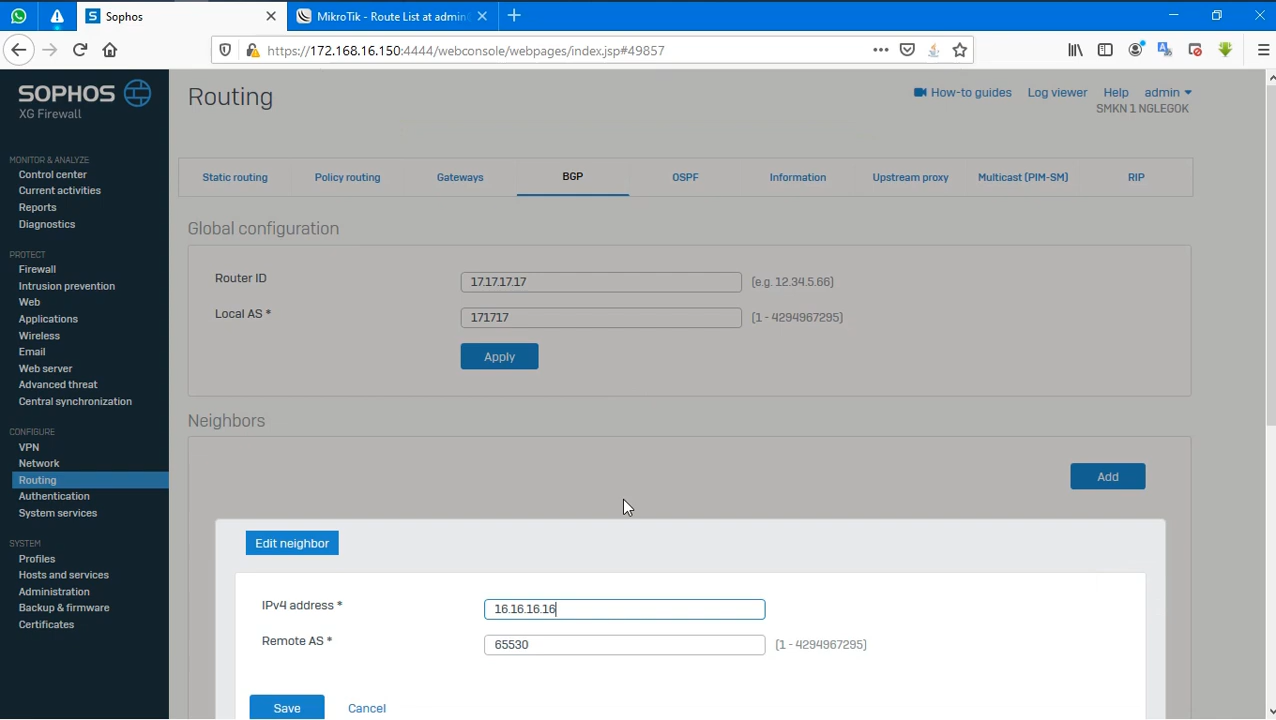 Sophos
MikroTik - Route List at admin@
https://172.168.16.150:4444/webconsole/webpages/index.jsp#49857
SOPHOS
XG Firewall
Routing
How-to guides
Log viewer
Help
admin
SMKN 1 NGLEGOK
MONITOR & ANALYZE
Control center
Current activities
Reports
Diagnostics
PROTECT
Firewall
Intrusion prevention
Web
Applications
Wireless
Email
Web server
Advanced threat
Central synchronization
CONFIGURE
VPN
Network
Routing
Authentication
System services
SYSTEM
Profiles
Hosts and services
Administration
Backup & firmware
Certificates
Static routing
Policy routing
Gateways
BGP
OSPF
Information
Upstream proxy
Multicast (PIM-SM)
RIP
Global configuration
Router ID
17.17.17.17
(e.g. 12.34.5.66)
Local AS *
171717
(1 - 4294967295)
Apply
Neighbors
Add
Edit neighbor
IPv4 address *
16.16.16.16
Remote AS *
65530
(1 - 4294967295)
Save
Cancel